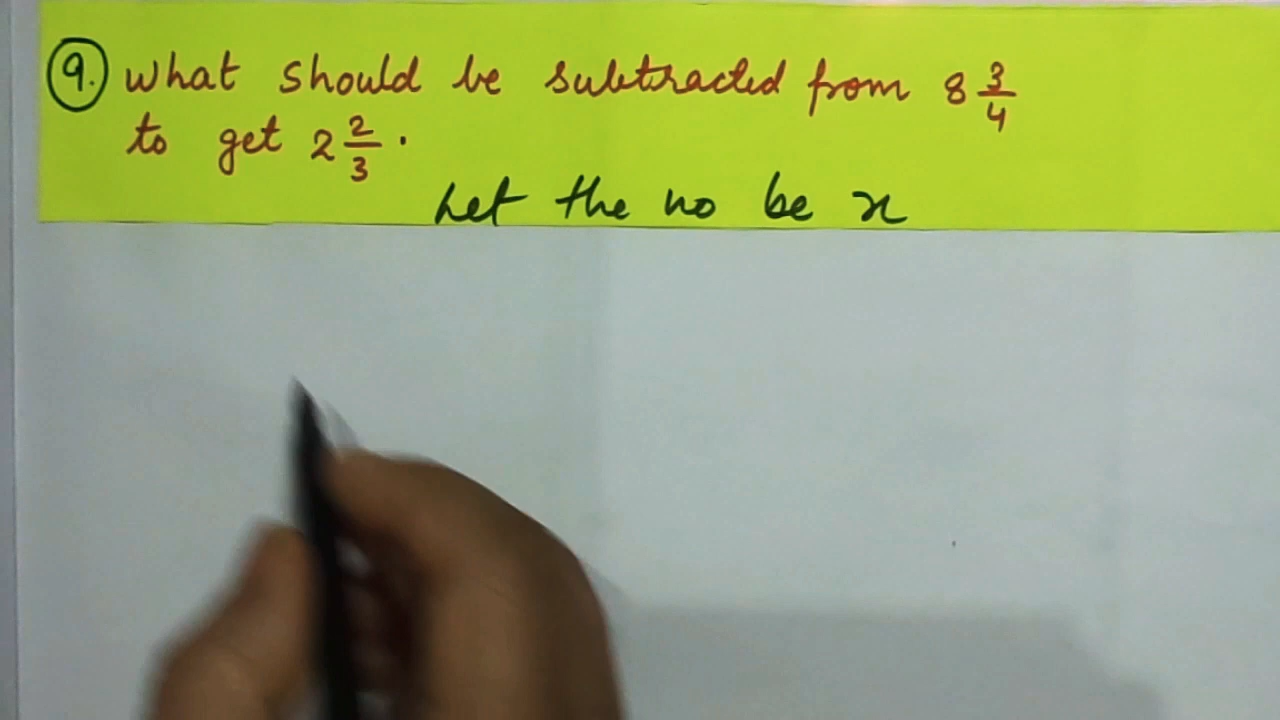 9. What should be subtracted from 8 3/4
to get 2 2/3.
Let the no be x